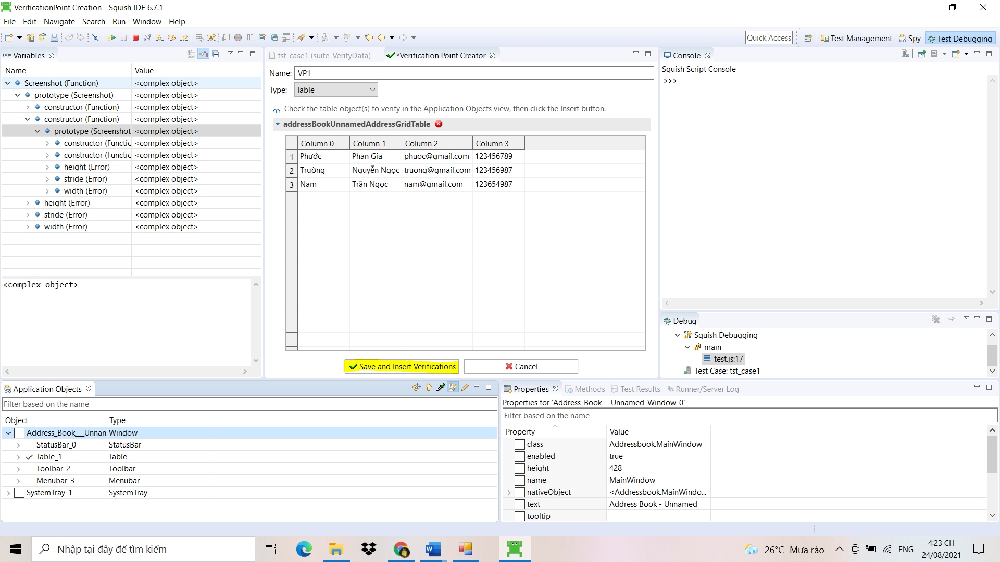 VerificationPoint Creation - Squish IDE 6.7.1
File Edit Navigate Search Run Window Help
Quick Access Test Management Spy Test Debugging
(x)= Variables
Name Value
Screenshot (Function) <complex object>
prototype (Screenshot) <complex object>
constructor (Function) <complex object>
constructor (Function) <complex object>
prototype (Screenshot <complex object>
constructor (Functic <complex object>
constructor (Functic <complex object>
height (Error) <complex object>
stride (Error) <complex object>
width (Error) <complex object>
height (Error) <complex object>
stride (Error) <complex object>
width (Error) <complex object>
<complex object>
tst_case1 (suite_VerifyData) *Verification Point Creator
Name: VP1
Type: Table
Check the table object(s) to verify in the Application Objects view, then click the Insert button.
addressBookUnnamedAddressGridTable
Column 0 Column 1 Column 2 Column 3
1 Phước Phan Gia phuoc@gmail.com 123456789
2 Trường Nguyễn Ngọc truong@gmail.com 123456987
3 Nam Trần Ngọc nam@gmail.com 123654987
Save and Insert Verifications Cancel
Console
Squish Script Console
>>>
Debug
Squish Debugging
main
test.js:17
Test Case: tst_case1
Application Objects
Filter based on the name
Object Type
Address_Book__Unnan Window
StatusBar_0 StatusBar
Table_1 Table
Toolbar_2 Toolbar
Menubar_3 Menubar
SystemTray_1 SystemTray
Properties Methods Test Results Runner/Server Log
Properties for 'Address_Book__Unnamed_Window_0'
Filter based on the name
Property Value
class Addressbook.MainWindow
enabled true
height 428
name MainWindow
nativeObject <Addressbook.MainWindo...
text Address Book - Unnamed
tooltip
Nhập tại đây để tìm kiếm
26°C Mưa rào ENG
4:23 CH
24/08/2021